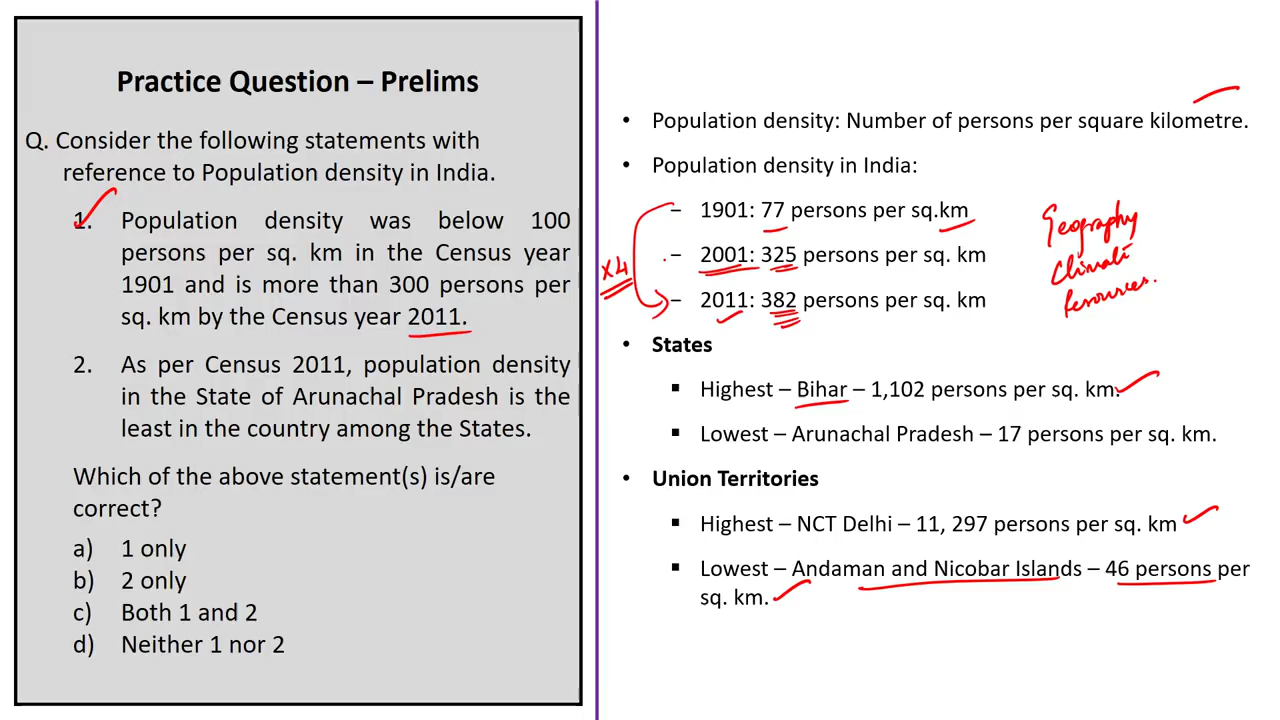 Practice Question – Prelims
Q. Consider the following statements with
reference to Population density in India.
1. Population density was below 100
persons per sq. km in the Census year
1901 and is more than 300 persons per
sq. km by the Census year 2011.
2. As per Census 2011, population density
in the State of Arunachal Pradesh is the
least in the country among the States.
Which of the above statement(s) is/are
correct?
a) 1 only
b) 2 only
c) Both 1 and 2
d) Neither 1 nor 2
• Population density: Number of persons per square kilometre.
• Population density in India:
– 1901: 77 persons per sq.km
– 2001: 325 persons per sq. km
– 2011: 382 persons per sq. km
x4
Geography
Climate
Resources.
• States
▪ Highest – Bihar – 1,102 persons per sq. km.
▪ Lowest – Arunachal Pradesh – 17 persons per sq. km.
• Union Territories
▪ Highest – NCT Delhi – 11, 297 persons per sq. km
▪ Lowest – Andaman and Nicobar Islands – 46 persons per
sq. km.